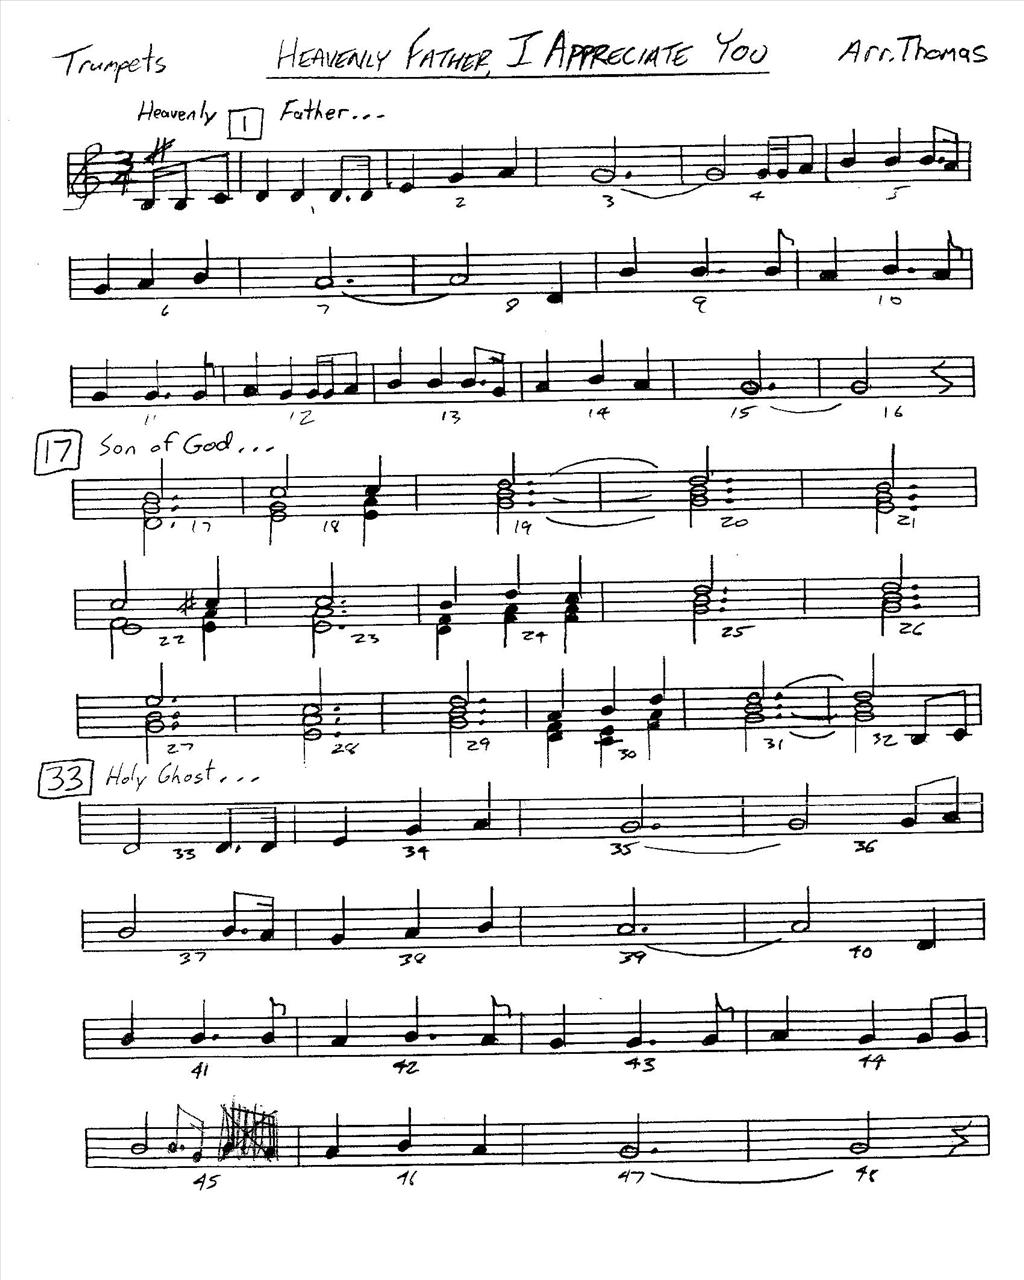 Trumpets HEAVENLY FATHER, I APPRECIATE YOU Arr. Thomas
Heavenly 1 Father...
3/4
1 2 3 4 5
6 7 8 9 10
11 12 13 14 15 16
17 Son of God...
17 18 19 20 21
22 23 24 25 26
27 28 29 30 31 32
33 Holy Ghost...
33 34 35 36
37 38 39 40
41 42 43 44
45 46 47 48